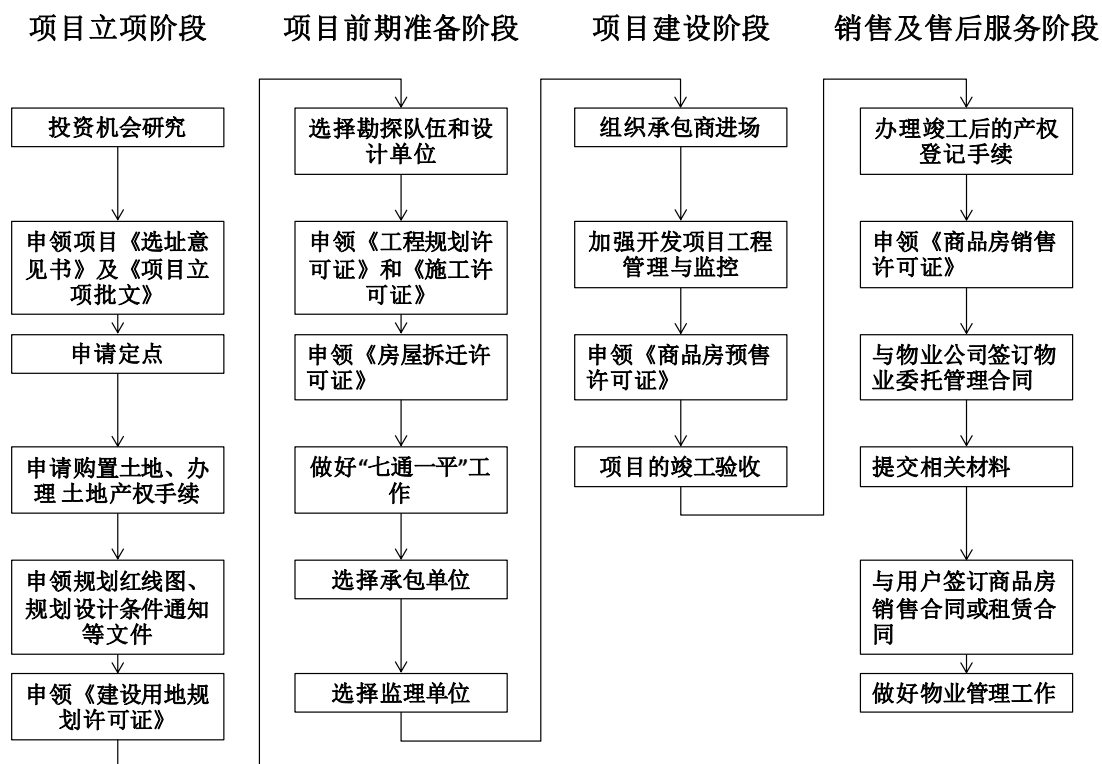 项目立项阶段
投资机会研究
申领项目《选址意
见书》及《项目立
项批文》
申请定点
申请购置土地、办
理 土地产权手续
申领规划红线图、
规划设计条件通知
等文件
申领《建设用地规
划许可证》
项目前期准备阶段
选择勘探队伍和设
计单位
申领《工程规划许
可证》和《施工许
可证》
申领《房屋拆迁许
可证》
做好“七通一平”工
作
选择承包单位
选择监理单位
项目建设阶段
组织承包商进场
加强开发项目工程
管理与监控
申领《商品房预售
许可证》
项目的竣工验收
销售及售后服务阶段
办理竣工后的产权
登记手续
申领《商品房销售
许可证》
与物业公司签订物
业委托管理合同
提交相关材料
与用户签订商品房
销售合同或租赁合
同
做好物业管理工作